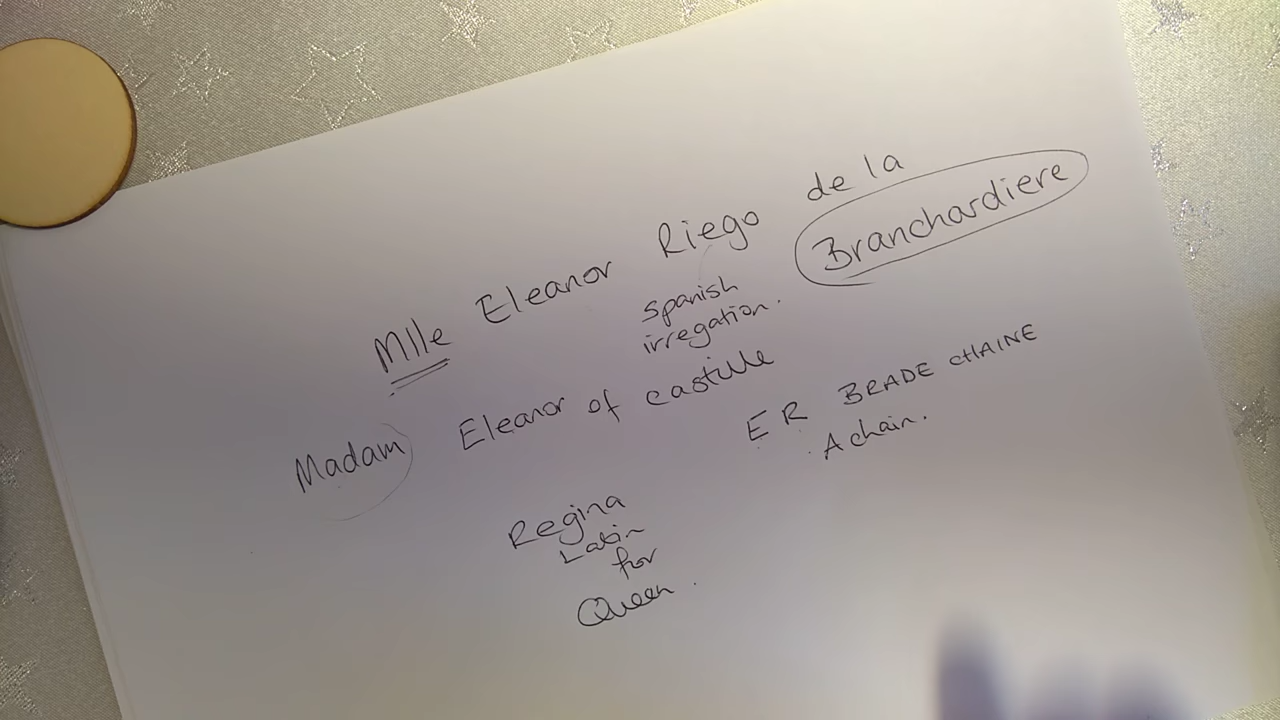 Mlle Eleanor Riego de la
Branchardiere
spanish
irregation.
Madam Eleanor of castille
ER BRADE CHAINE
A chain.
Regina
Latin
for
Queen.